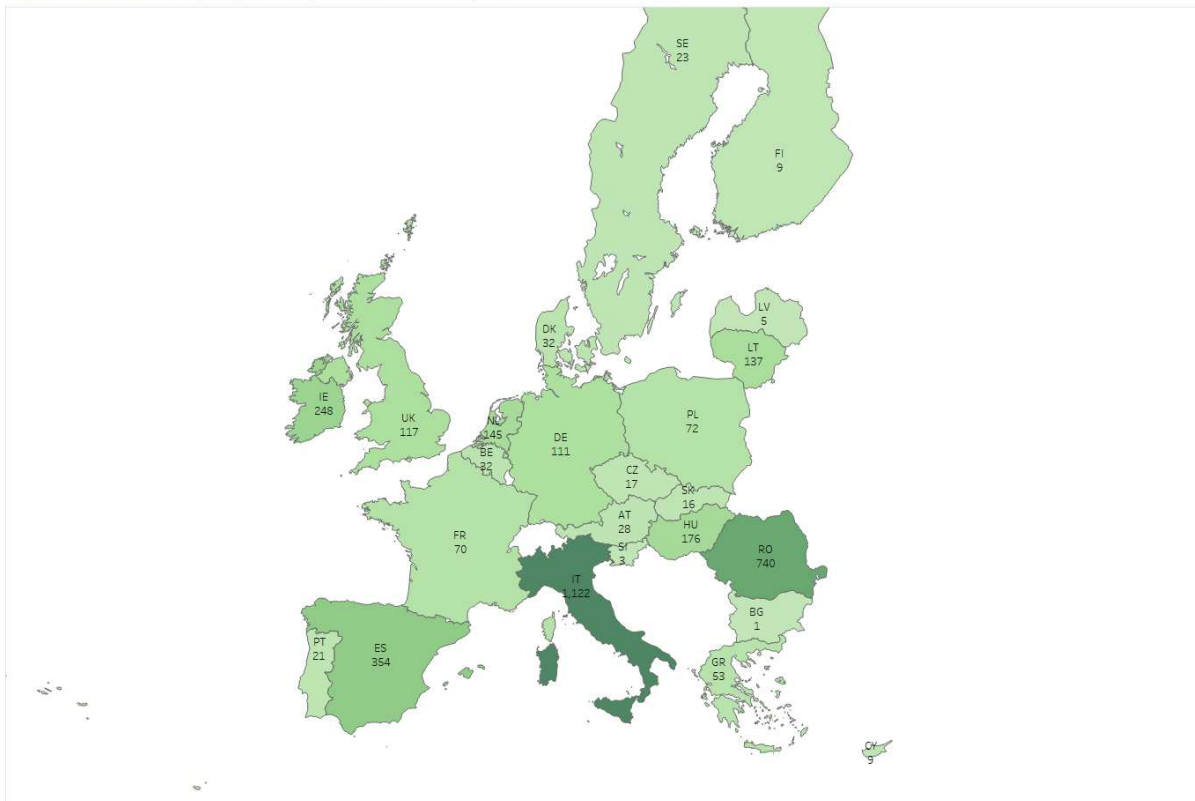 SE
23
FI
9
LV
5
DK
32
LT
137
IE
248
UK
117
NL
145
PL
72
DE
111
BE
32
CZ
17
SK
16
AT
28
HU
176
FR
70
SI
3
RO
740
IT
1,122
BG
1
PT
21
ES
354
GR
53
CY
9